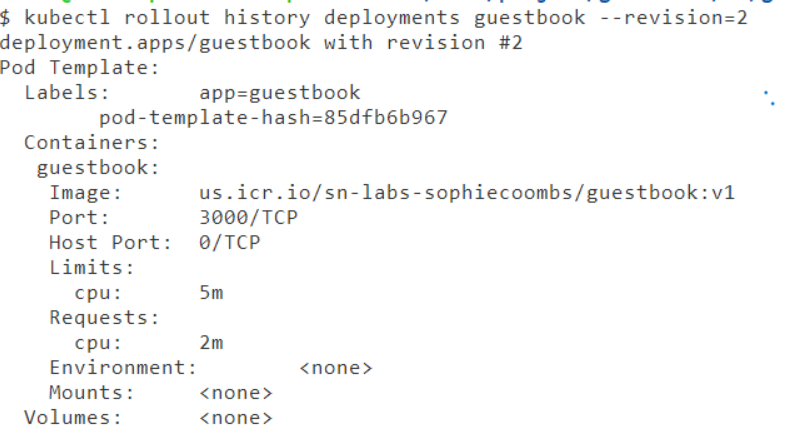 $ kubectl rollout history deployments guestbook --revision=2
deployment.apps/guestbook with revision #2
Pod Template:
  Labels:       app=guestbook
        pod-template-hash=85dfb6b967
  Containers:
   guestbook:
    Image:      us.icr.io/sn-labs-sophiecoombs/guestbook:v1
    Port:       3000/TCP
    Host Port:  0/TCP
    Limits:
      cpu:      5m
    Requests:
      cpu:      2m
    Environment:        <none>
    Mounts:     <none>
  Volumes:      <none>